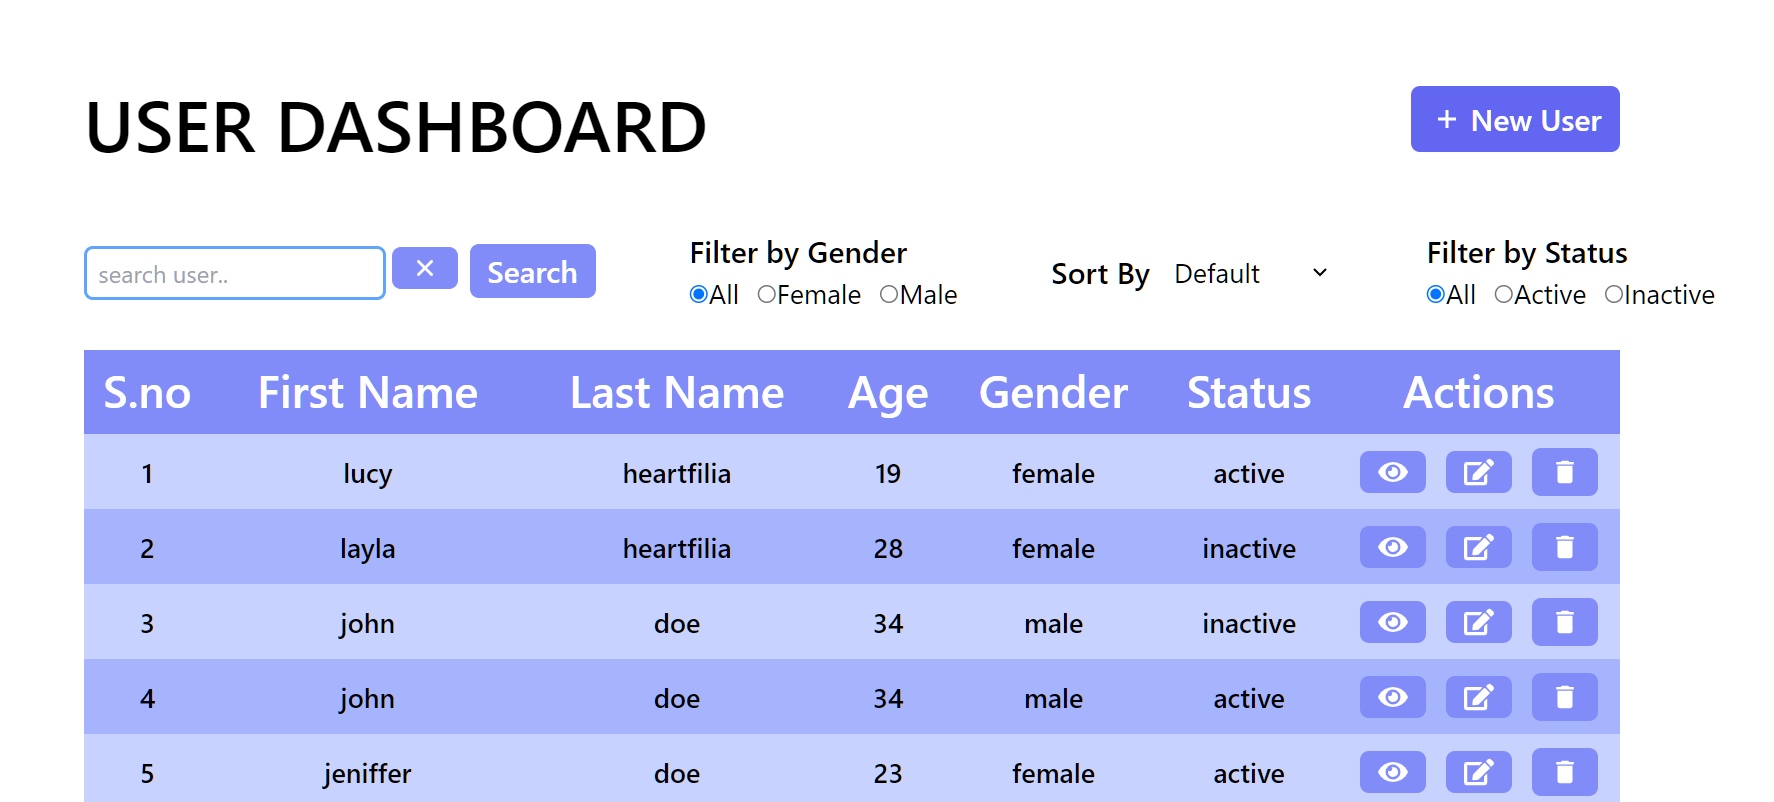 USER DASHBOARD
+ New User
search user..
× Search
Filter by Gender
All Female Male
Sort By Default
Filter by Status
All Active Inactive
S.no First Name Last Name Age Gender Status Actions
1 lucy heartfilia 19 female active
2 layla heartfilia 28 female inactive
3 john doe 34 male inactive
4 john doe 34 male active
5 jeniffer doe 23 female active